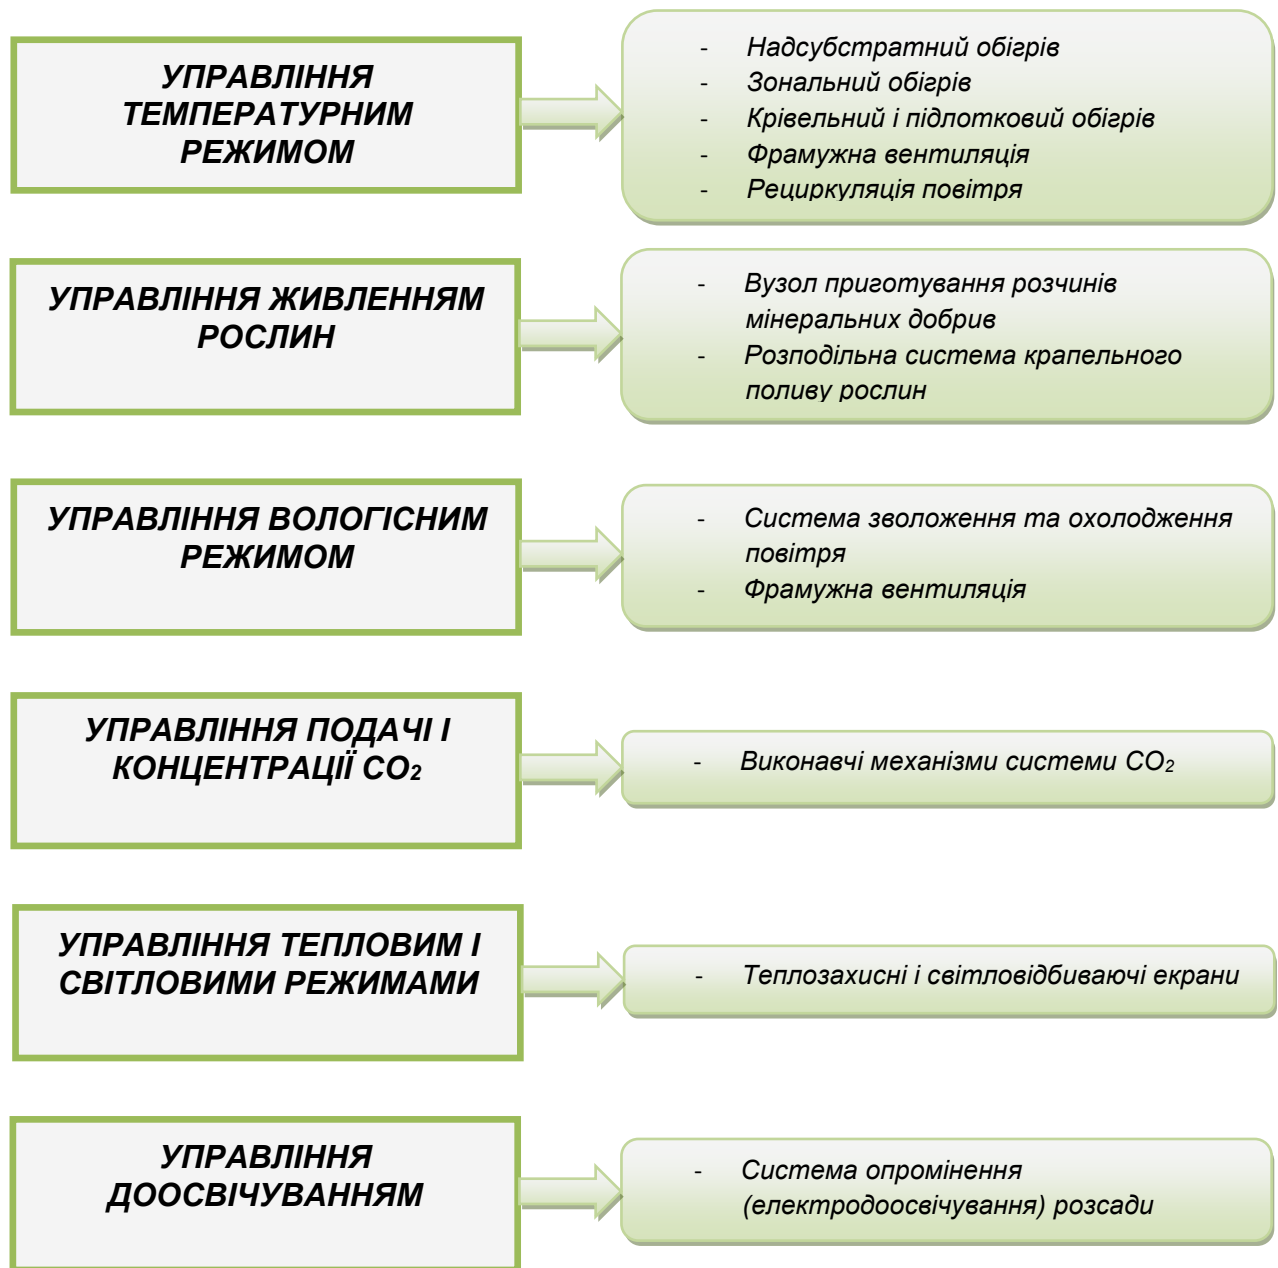 УПРАВЛІННЯ
ТЕМПЕРАТУРНИМ
РЕЖИМОМ
- Надсубстратний обігрів
- Зональний обігрів
- Крівельний і підлотковий обігрів
- Фрамужна вентиляція
- Рециркуляція повітря
УПРАВЛІННЯ ЖИВЛЕННЯМ
РОСЛИН
- Вузол приготування розчинів
мінеральних добрив
- Розподільна система крапельного
поливу рослин
УПРАВЛІННЯ ВОЛОГІСНИМ
РЕЖИМОМ
- Система зволоження та охолодження
повітря
- Фрамужна вентиляція
УПРАВЛІННЯ ПОДАЧІ І
КОНЦЕНТРАЦІЇ СО₂
- Виконавчі механізми системи СО₂
УПРАВЛІННЯ ТЕПЛОВИМ І
СВІТЛОВИМИ РЕЖИМАМИ
- Теплозахисні і світловідбиваючі екрани
УПРАВЛІННЯ
ДООСВІЧУВАННЯМ
- Система опромінення
(електродоосвічування) розсади